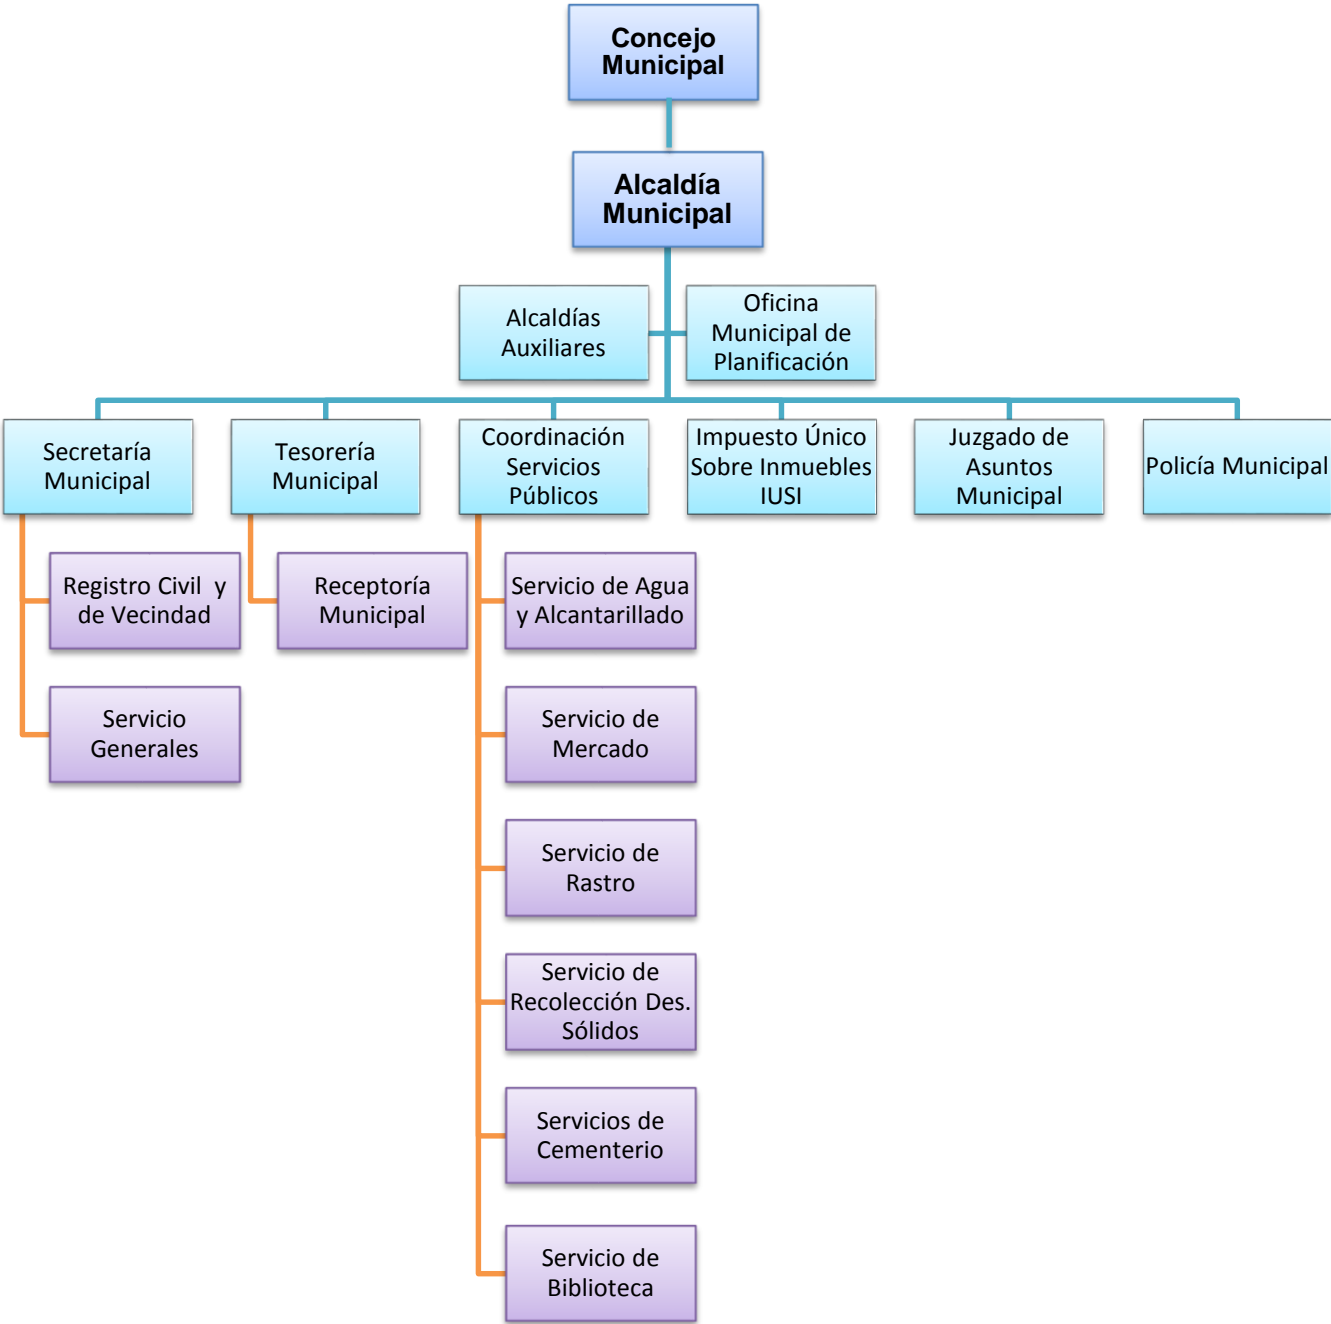 Concejo
Municipal
Alcaldía
Municipal
Alcaldías
Auxiliares
Oficina
Municipal de
Planificación
Secretaría
Municipal
Tesorería
Municipal
Coordinación
Servicios
Públicos
Impuesto Único
Sobre Inmuebles
IUSI
Juzgado de
Asuntos
Municipal
Policía Municipal
Registro Civil y
de Vecindad
Receptoría
Municipal
Servicio de Agua
y Alcantarillado
Servicio
Generales
Servicio de
Mercado
Servicio de
Rastro
Servicio de
Recolección Des.
Sólidos
Servicios de
Cementerio
Servicio de
Biblioteca